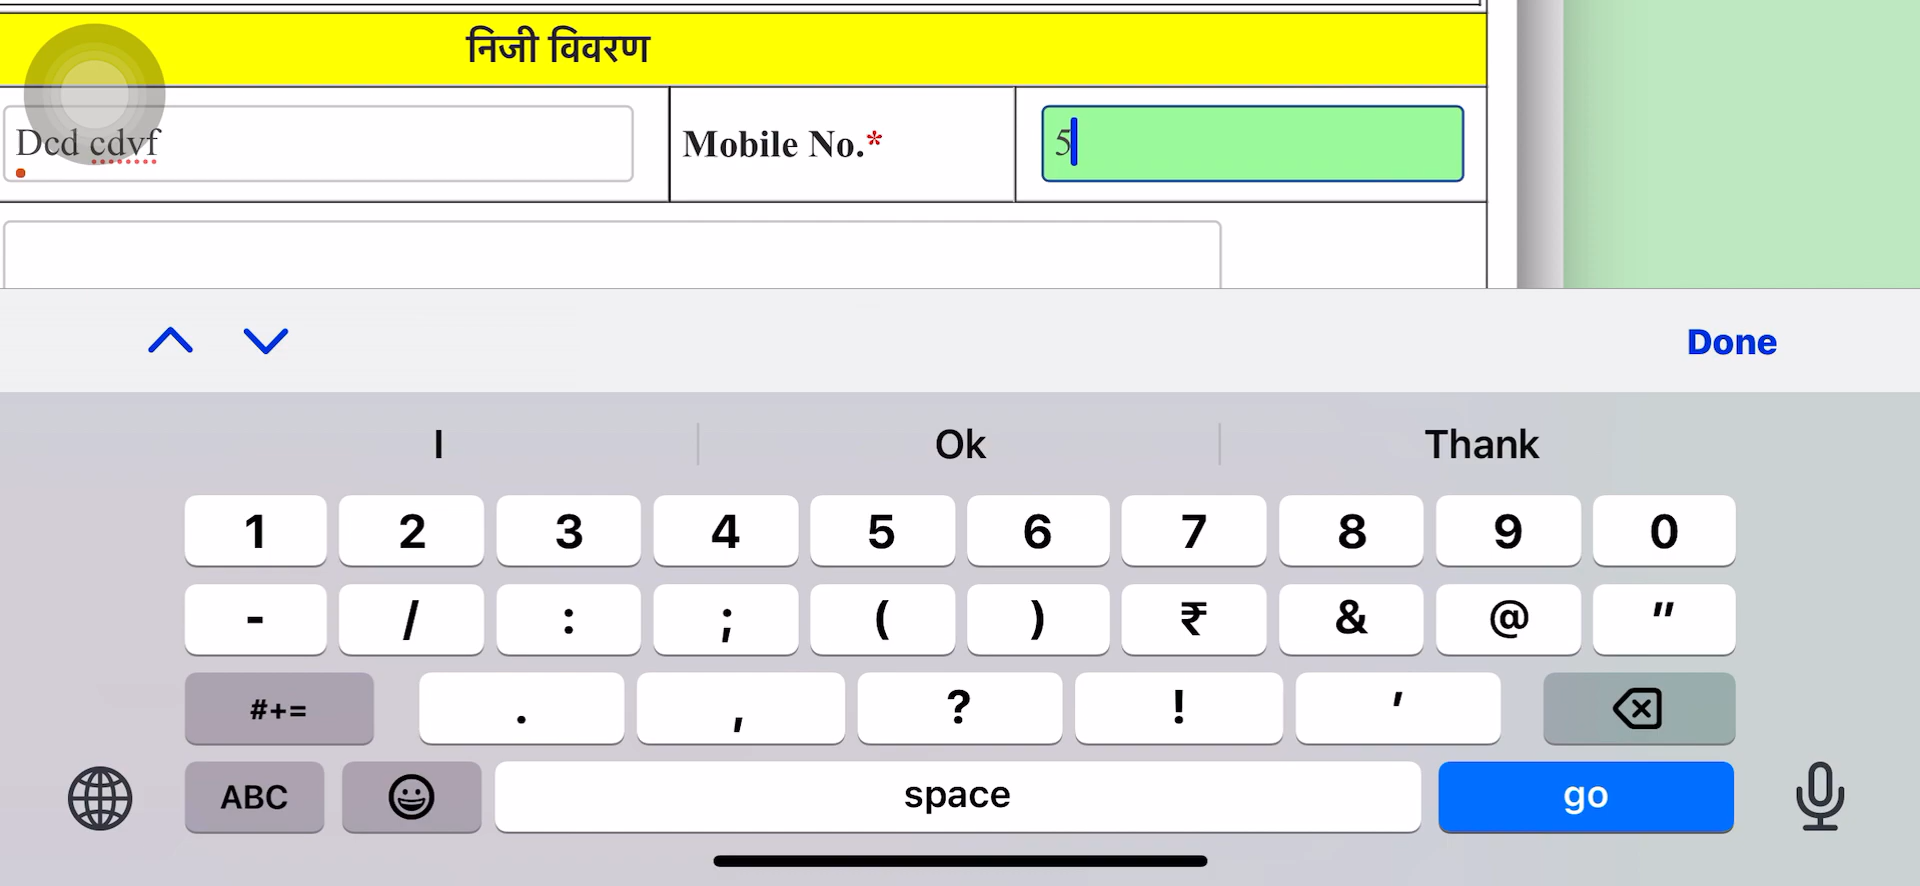 निजी विवरण
Dcd cdvf
Mobile No.*
5
Done
I Ok Thank
1 2 3 4 5 6 7 8 9 0
- / : ; ( ) ₹ & @ "
#+= . , ? ! '
ABC space go